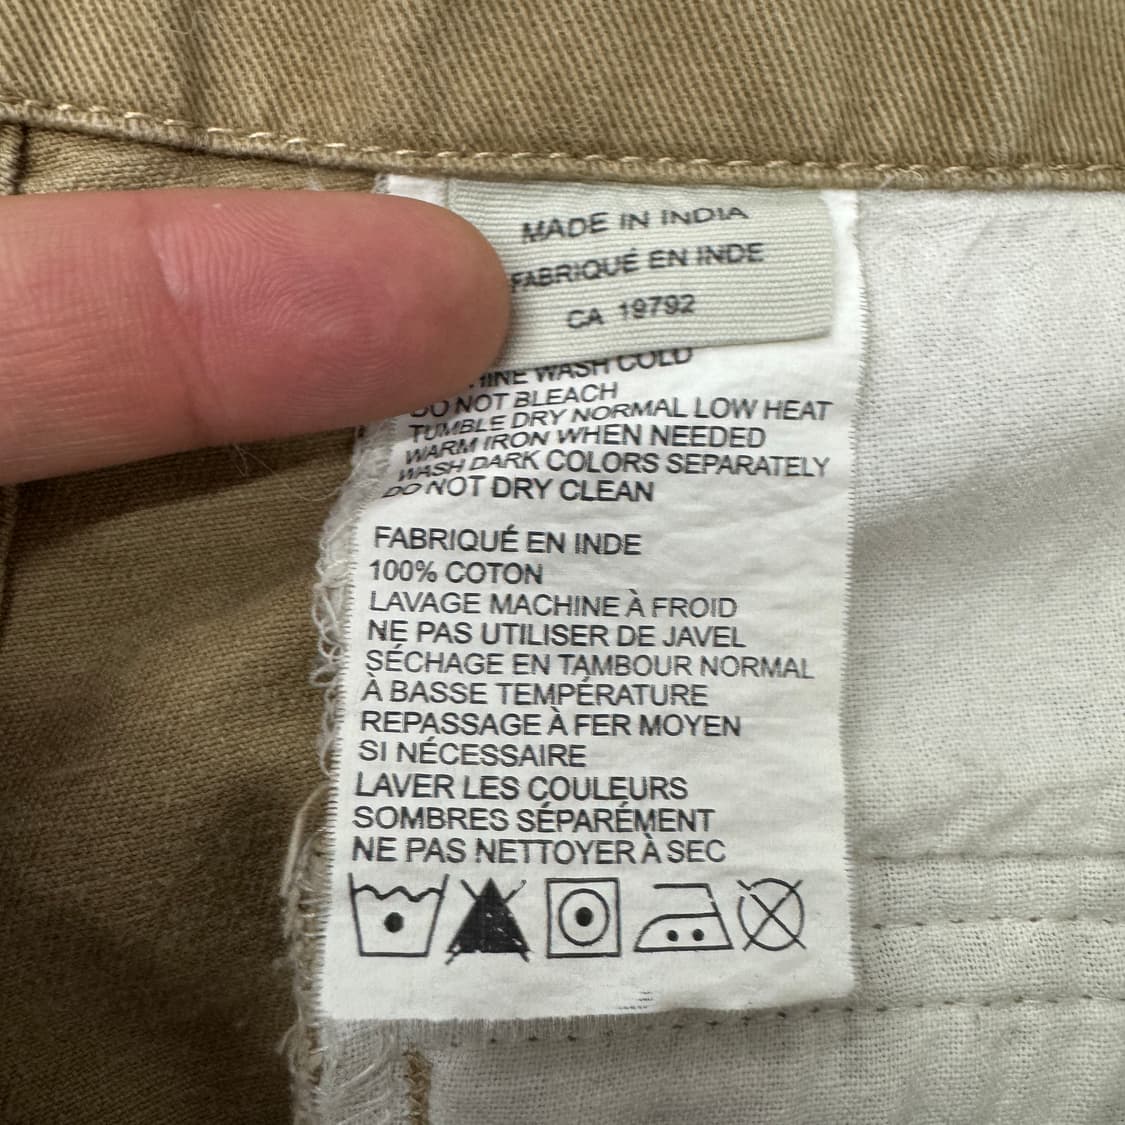 MADE IN INDIA
FABRIQUÉ EN INDE
CA 19792
WASH COLD
DO NOT BLEACH
TUMBLE DRY NORMAL LOW HEAT
WARM IRON WHEN NEEDED
WASH DARK COLORS SEPARATELY
DO NOT DRY CLEAN
FABRIQUÉ EN INDE
100% COTON
LAVAGE MACHINE À FROID
NE PAS UTILISER DE JAVEL
SÉCHAGE EN TAMBOUR NORMAL
À BASSE TEMPÉRATURE
REPASSAGE À FER MOYEN
SI NÉCESSAIRE
LAVER LES COULEURS
SOMBRES SÉPARÉMENT
NE PAS NETTOYER À SEC